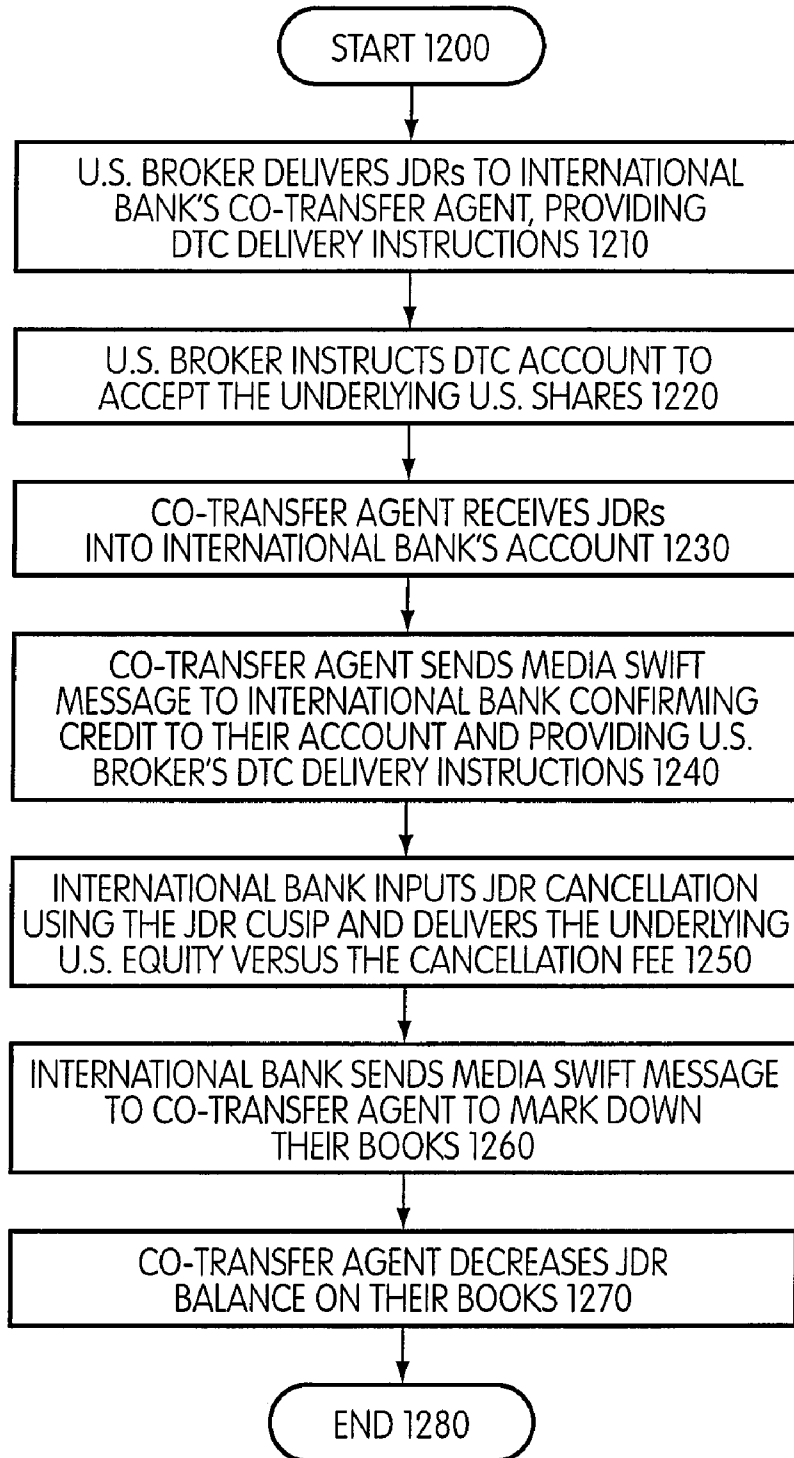 START 1200
U.S. BROKER DELIVERS JDRs TO INTERNATIONAL
BANK'S CO-TRANSFER AGENT, PROVIDING
DTC DELIVERY INSTRUCTIONS 1210
U.S. BROKER INSTRUCTS DTC ACCOUNT TO
ACCEPT THE UNDERLYING U.S. SHARES 1220
CO-TRANSFER AGENT RECEIVES JDRs
INTO INTERNATIONAL BANK'S ACCOUNT 1230
CO-TRANSFER AGENT SENDS MEDIA SWIFT
MESSAGE TO INTERNATIONAL BANK CONFIRMING
CREDIT TO THEIR ACCOUNT AND PROVIDING U.S.
BROKER'S DTC DELIVERY INSTRUCTIONS 1240
INTERNATIONAL BANK INPUTS JDR CANCELLATION
USING THE JDR CUSIP AND DELIVERS THE UNDERLYING
U.S. EQUITY VERSUS THE CANCELLATION FEE 1250
INTERNATIONAL BANK SENDS MEDIA SWIFT MESSAGE
TO CO-TRANSFER AGENT TO MARK DOWN
THEIR BOOKS 1260
CO-TRANSFER AGENT DECREASES JDR
BALANCE ON THEIR BOOKS 1270
END 1280